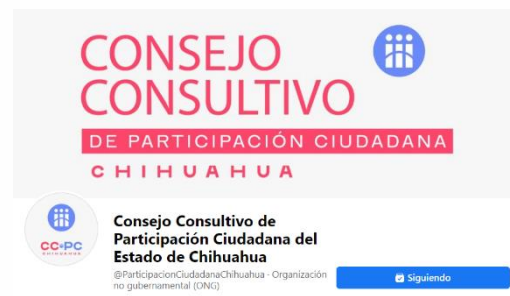 CONSEJO
CONSULTIVO
DE PARTICIPACIÓN CIUDADANA
CHIHUAHUA
CC PC
CHIHUAHUA
Consejo Consultivo de
Participación Ciudadana del
Estado de Chihuahua
@ParticipacionCiudadanaChihuahua · Organización
no gubernamental (ONG)
Siguiendo